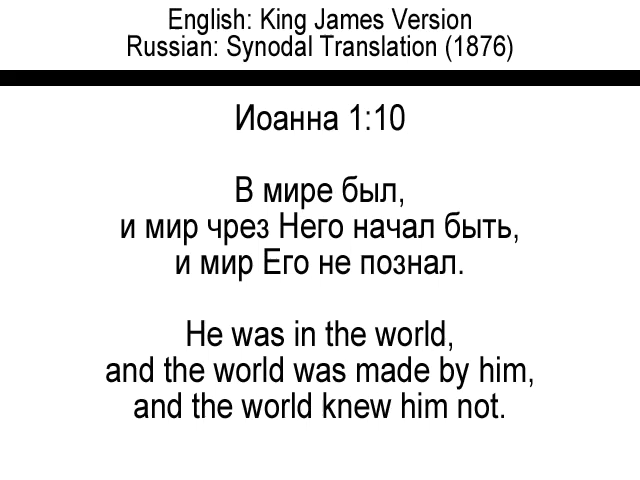 English: King James Version
Russian: Synodal Translation (1876)
Иоанна 1:10
В мире был,
и мир чрез Него начал быть,
и мир Его не познал.
He was in the world,
and the world was made by him,
and the world knew him not.